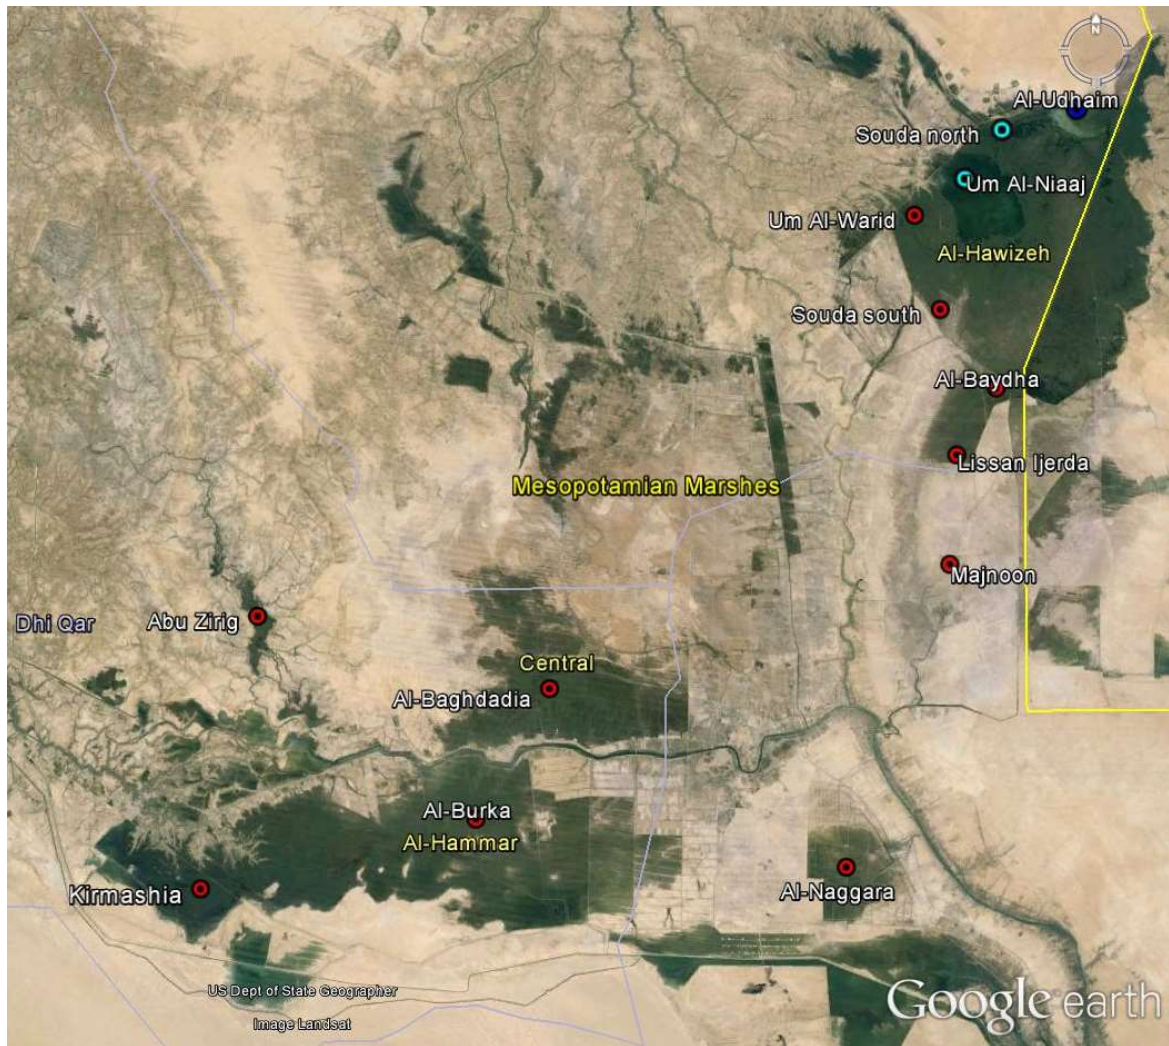 N
Al-Udhaim
Souda north
Um Al-Niaaj
Um Al-Warid
Al-Hawizeh
Souda south
Al-Baydha
Lissan Ijerda
Mesopotamian Marshes
Majnoon
Dhi Qar
Abu Zirig
Central
Al-Baghdadia
Al-Burka
Al-Hammar
Kirmashia
Al-Naggara
US Dept of State Geographer
Image Landsat
Google earth